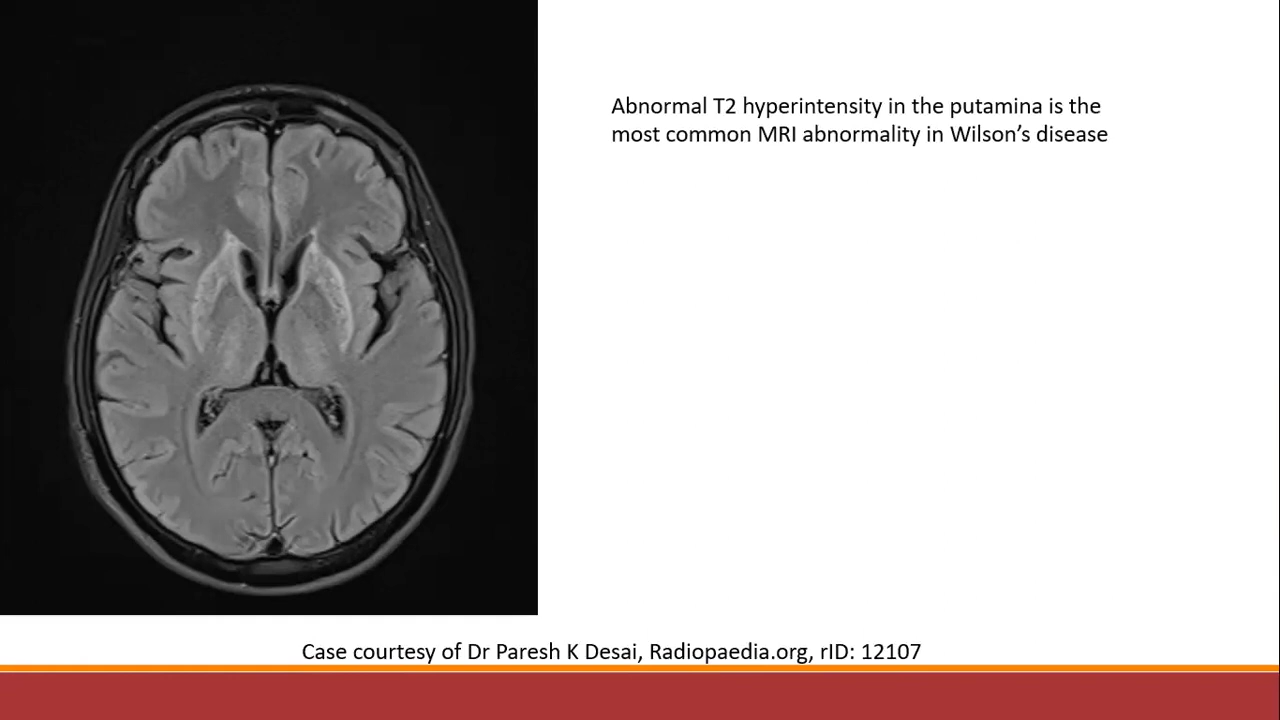 Abnormal T2 hyperintensity in the putamina is the
most common MRI abnormality in Wilson’s disease
Case courtesy of Dr Paresh K Desai, Radiopaedia.org, rID: 12107